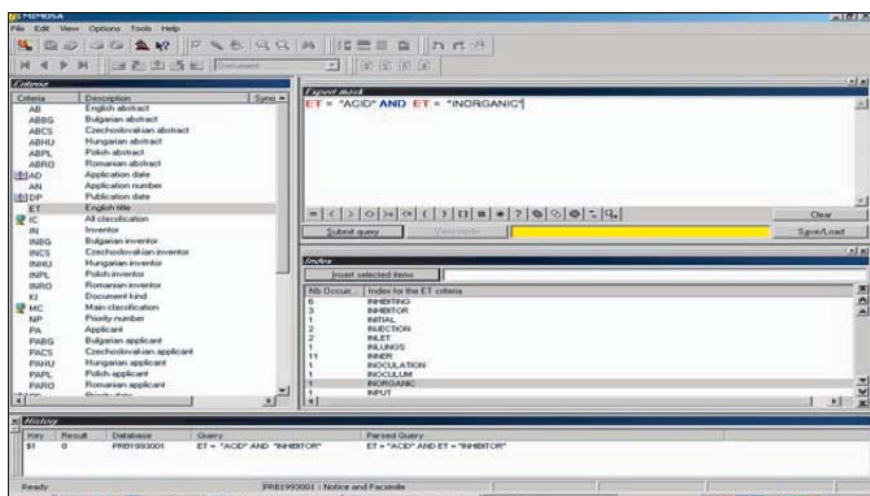 MIMOSA
File Edit View Options Tools Help
Document
Criteria
Criteria Description Syno
AB English abstract
ABBG Bulgarian abstract
ABCS Czechoslovakian abstract
ABHU Hungarian abstract
ABPL Polish abstract
ABRO Romanian abstract
AD Application date
AN Application number
DP Publication date
ET English title
IC All classification
IN Inventor
INBG Bulgarian inventor
INCS Czechoslovakian inventor
INHU Hungarian inventor
INPL Polish inventor
INRO Romanian inventor
KI Document kind
MC Main classification
NP Priority number
PA Applicant
PABG Bulgarian applicant
PACS Czechoslovakian applicant
PAHU Hungarian applicant
PAPL Polish applicant
PARO Romanian applicant
Priority date
Expert mask
ET = "ACID" AND ET = "INORGANIC"
Clear
Submit query View node Save/Load
Index
Insert selected items
Nb Occur... Index for the ET criteria
6 INHIBITING
3 INHIBITOR
1 INITIAL
2 INJECTION
2 INLET
1 INLUNGS
11 INNER
1 INOCULATION
1 INOCULUM
1 INORGANIC
1 INPUT
History
Key Result Database Query Parsed Query
$1 0 PRB1993001 ET = "ACID" AND "INHIBITOR" ET = "ACID" AND ET = "INHIBITOR"
Ready PRB1993001 : Notice and Facsimile